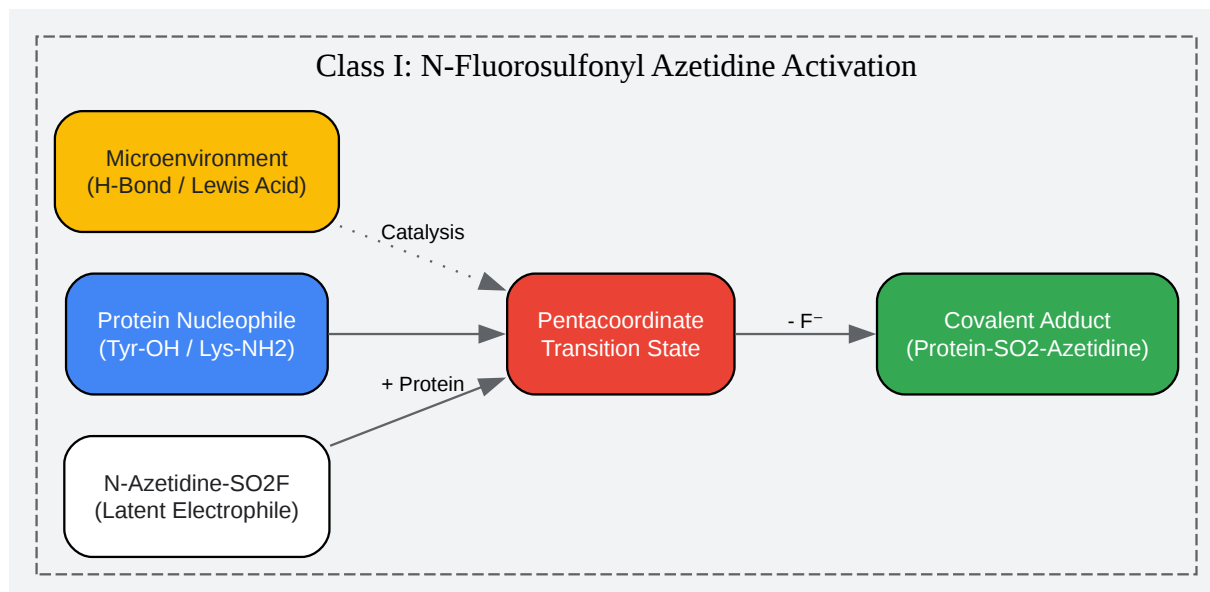 Class I: N-Fluorosulfonyl Azetidine Activation
Microenvironment
(H-Bond / Lewis Acid)
Catalysis
Protein Nucleophile
(Tyr-OH / Lys-NH2)
Pentacoordinate
Transition State
- F⁻
Covalent Adduct
(Protein-SO2-Azetidine)
+ Protein
N-Azetidine-SO2F
(Latent Electrophile)